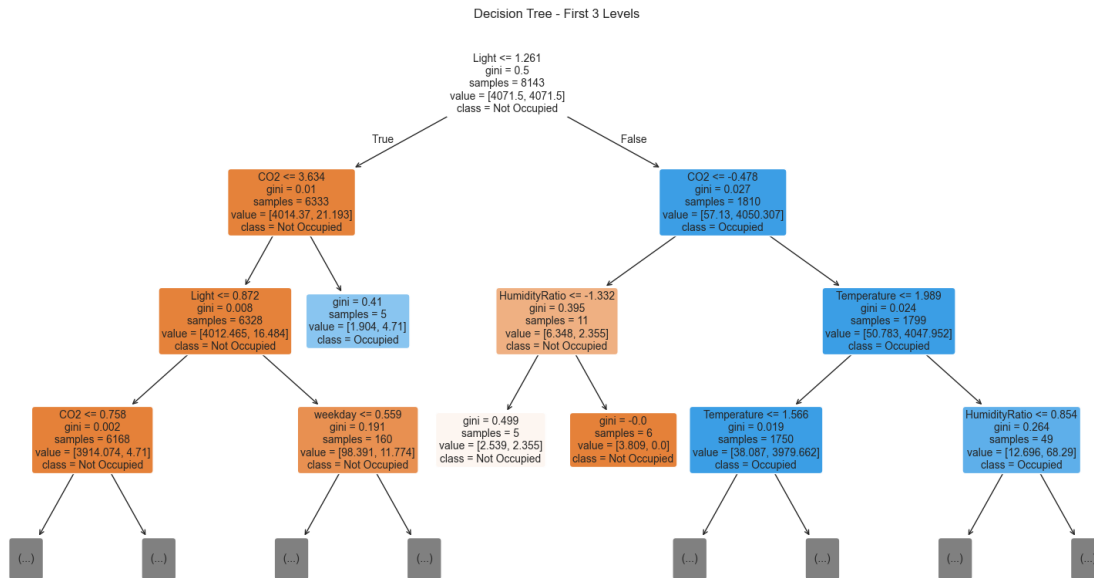 Decision Tree - First 3 Levels
Light <= 1.261
gini = 0.5
samples = 8143
value = [4071.5, 4071.5]
class = Not Occupied
True
False
CO2 <= 3.634
gini = 0.01
samples = 6333
value = [4014.37, 21.193]
class = Not Occupied
CO2 <= -0.478
gini = 0.027
samples = 1810
value = [57.13, 4050.307]
class = Occupied
Light <= 0.872
gini = 0.008
samples = 6328
value = [4012.465, 16.484]
class = Not Occupied
gini = 0.41
samples = 5
value = [1.904, 4.71]
class = Occupied
HumidityRatio <= -1.332
gini = 0.395
samples = 11
value = [6.348, 2.355]
class = Not Occupied
Temperature <= 1.989
gini = 0.024
samples = 1799
value = [50.783, 4047.952]
class = Occupied
CO2 <= 0.758
gini = 0.002
samples = 6168
value = [3914.074, 4.71]
class = Not Occupied
weekday <= 0.559
gini = 0.191
samples = 160
value = [98.391, 11.774]
class = Not Occupied
gini = 0.499
samples = 5
value = [2.539, 2.355]
class = Not Occupied
gini = -0.0
samples = 6
value = [3.809, 0.0]
class = Not Occupied
Temperature <= 1.566
gini = 0.019
samples = 1750
value = [38.087, 3979.662]
class = Occupied
HumidityRatio <= 0.854
gini = 0.264
samples = 49
value = [12.696, 68.29]
class = Occupied
(...)
(...)
(...)
(...)
(...)
(...)
(...)
(...)